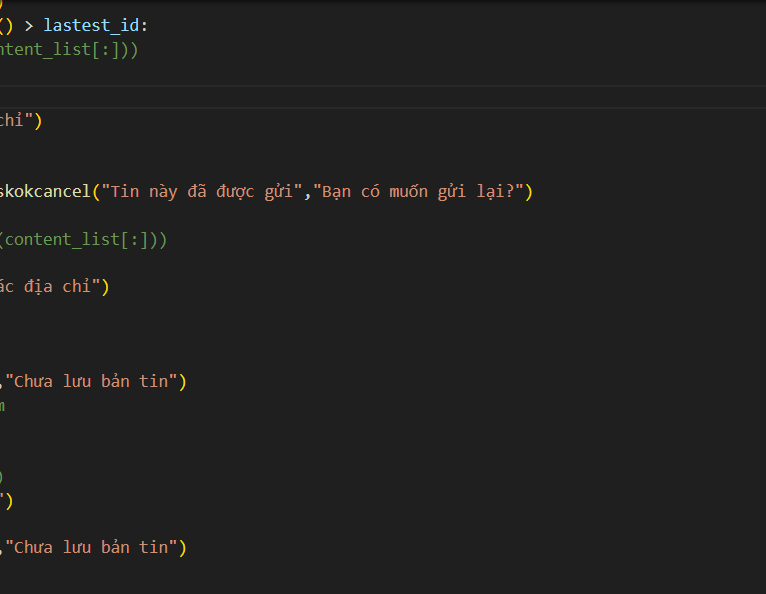 )
() > lastest_id:
ntent_list[:]))
chỉ")
skokcancel("Tin này đã được gửi","Bạn có muốn gửi lại?")
(content_list[:]))
ác địa chỉ")
,"Chưa lưu bản tin")
m
)
")
,"Chưa lưu bản tin")